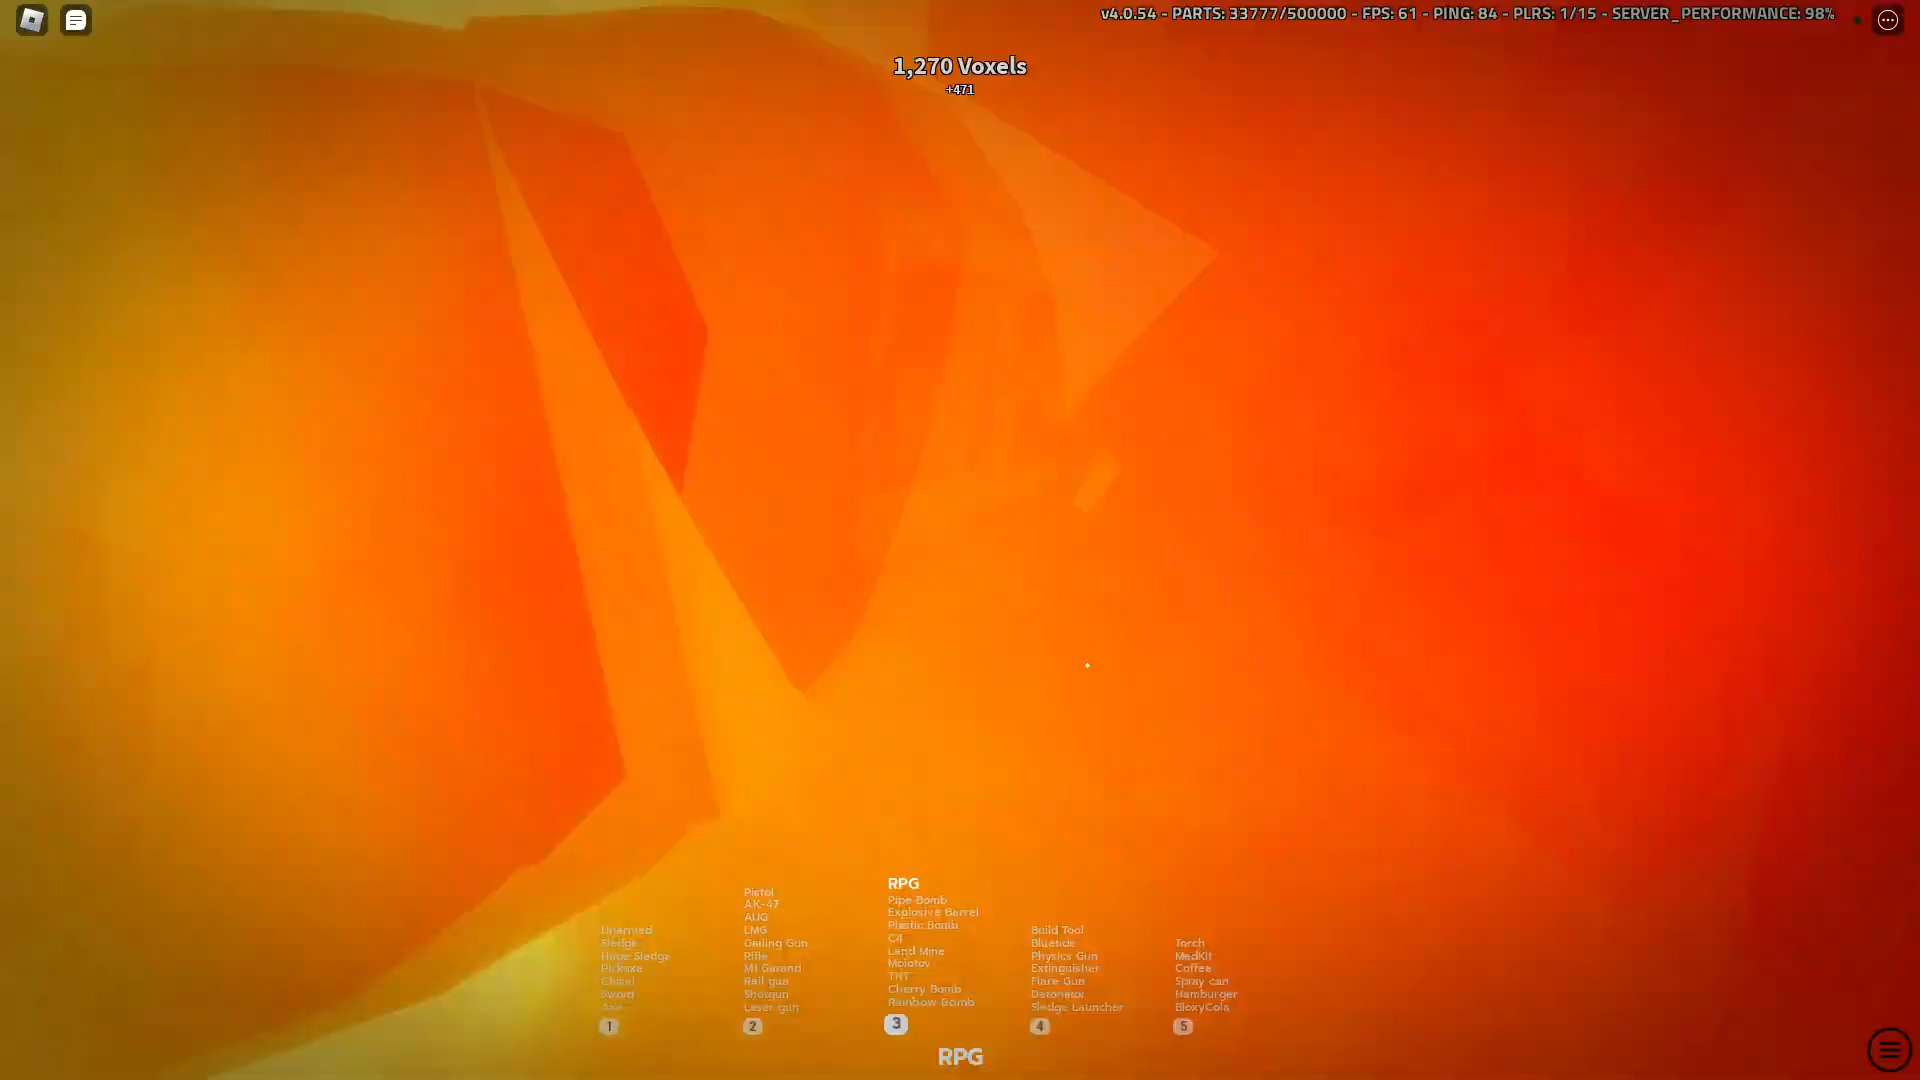 v4.0.54 - PARTS: 33777/500000 - FPS: 61 - PING: 84 - PLRS: 1/15 - SERVER_PERFORMANCE: 98%
1,270 Voxels
+471
Unarmed
Sledge
Huge Sledge
Pickaxe
Chisel
Sword
1
Pistol
AK-47
AUG
LMG
Gatling Gun
Rifle
M1 Garand
Rail gun
Shotgun
Laser gun
2
RPG
Pipe Bomb
Explosive Barrel
Plastic Bomb
C4
Land Mine
Molotov
TNT
Cherry Bomb
Rainbow Bomb
3
Build Tool
Bluetide
Physics Gun
Extinguisher
Flare Gun
Detonator
Sledge Launcher
4
Torch
MedKit
Coffee
Spray can
Hamburger
BloxyCola
5
RPG